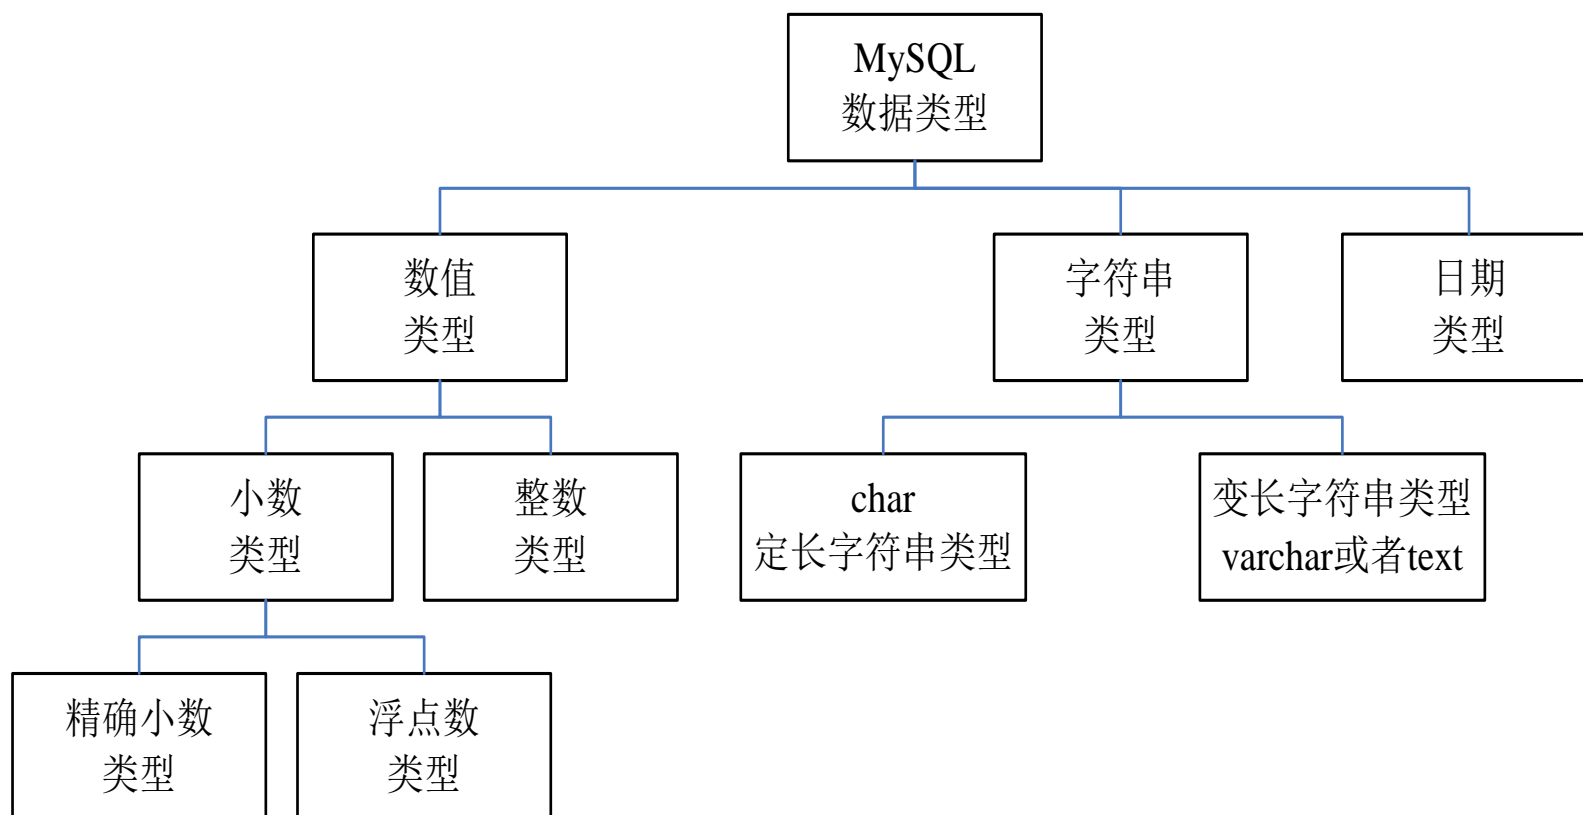 MySQL
数据类型
数值
类型
字符串
类型
日期
类型
小数
类型
整数
类型
char
定长字符串类型
变长字符串类型
varchar或者text
精确小数
类型
浮点数
类型